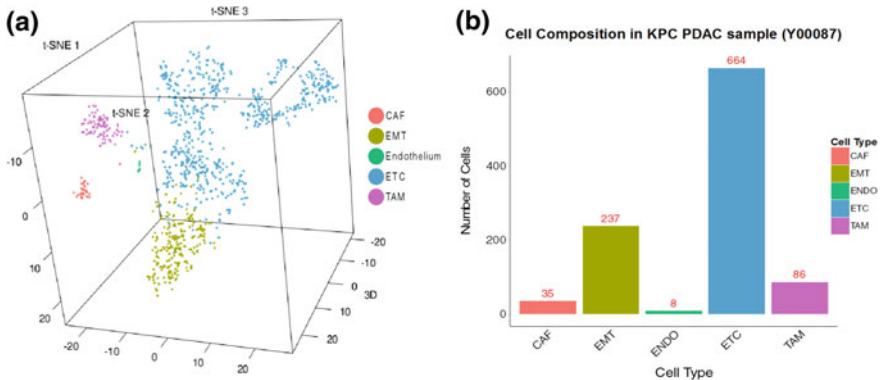 (a)
t-SNE 3
t-SNE 1
t-SNE 2
-10
0
10
20
-20
-10
0
10
20
-20
-10
0
10
20
3D
CAF
EMT
Endothelium
ETC
TAM
(b)
Cell Composition in KPC PDAC sample (Y00087)
Number of Cells
600
400
200
0
35
237
8
664
86
CAF
EMT
ENDO
ETC
TAM
Cell Type
Cell Type
CAF
EMT
ENDO
ETC
TAM